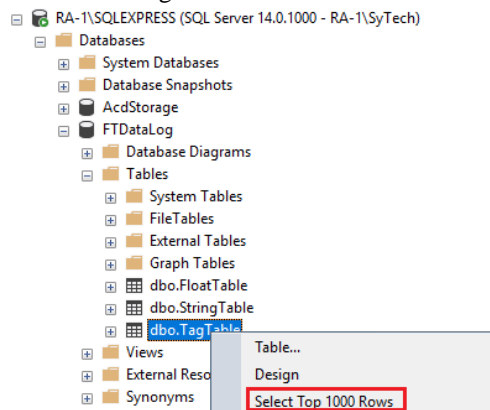 RA-1\SQLEXPRESS (SQL Server 14.0.1000 - RA-1\SyTech)
Databases
System Databases
Database Snapshots
AcdStorage
FTDataLog
Database Diagrams
Tables
System Tables
FileTables
External Tables
Graph Tables
dbo.FloatTable
dbo.StringTable
dbo.TagTable
Views
Table...
External Reso
Design
Synonyms
Select Top 1000 Rows